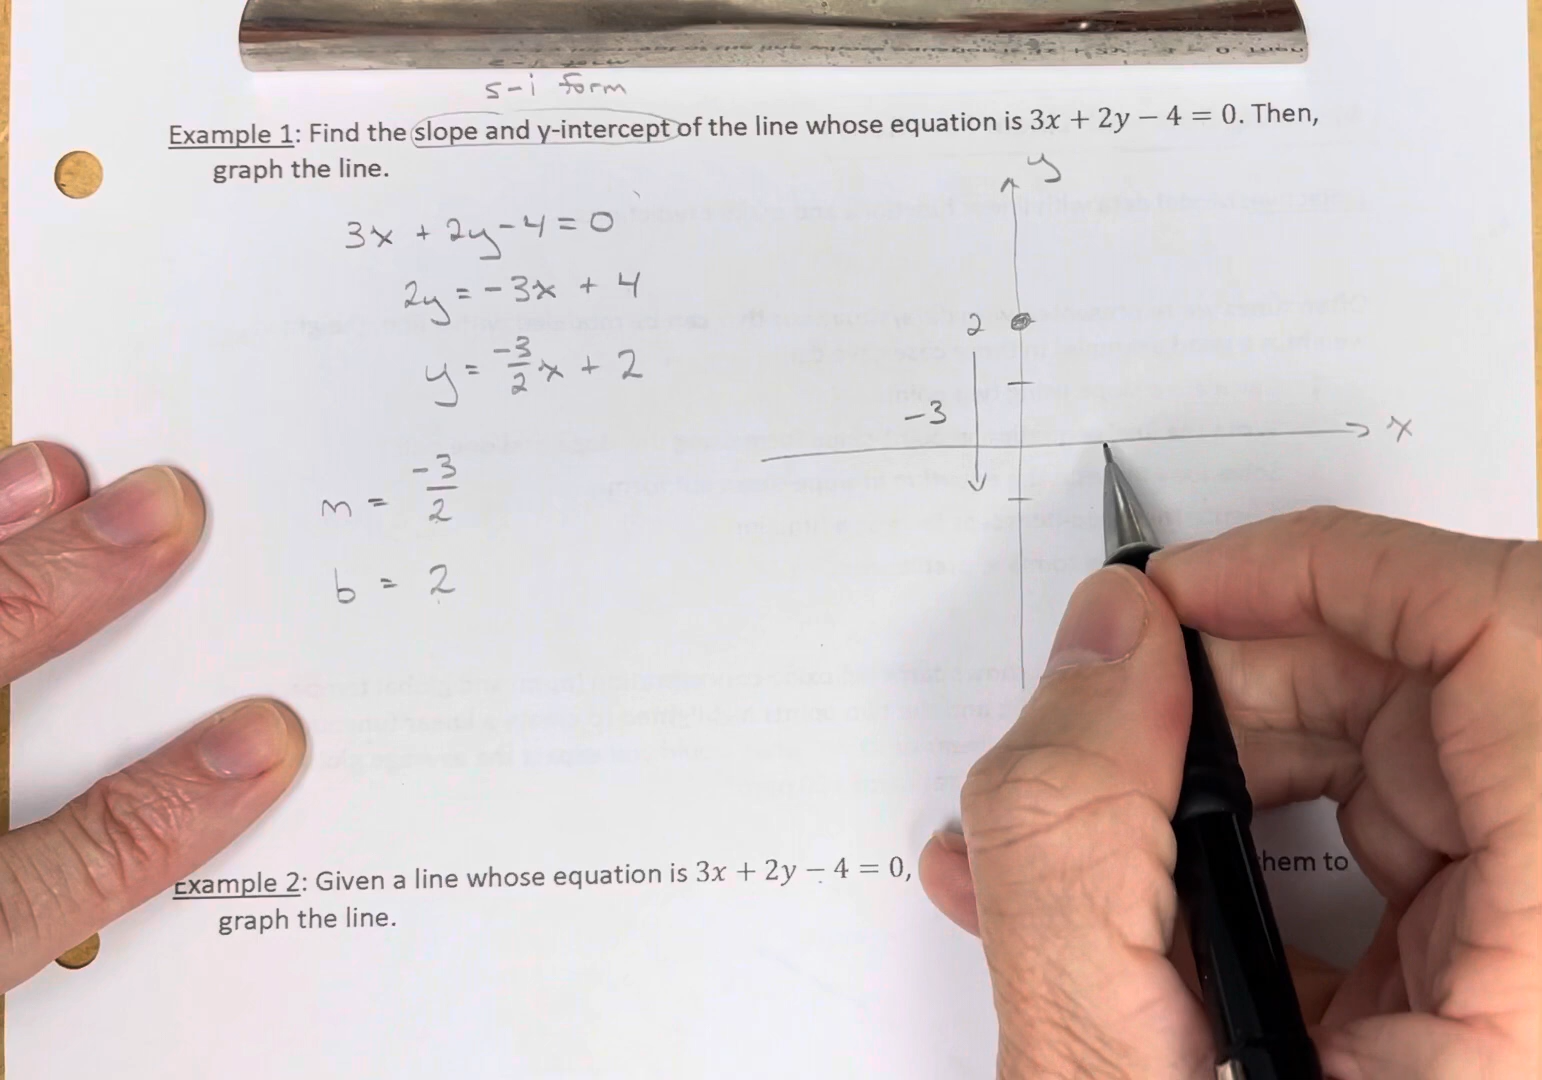 s-i form
Example 1: Find the slope and y-intercept of the line whose equation is 3x + 2y − 4 = 0. Then,
graph the line.
y
3x + 2y - 4 = 0
2y = -3x + 4
2
y = -3/2 x + 2
-3
x
m = -3/2
b = 2
Example 2: Given a line whose equation is 3x + 2y − 4 = 0, them to
graph the line.